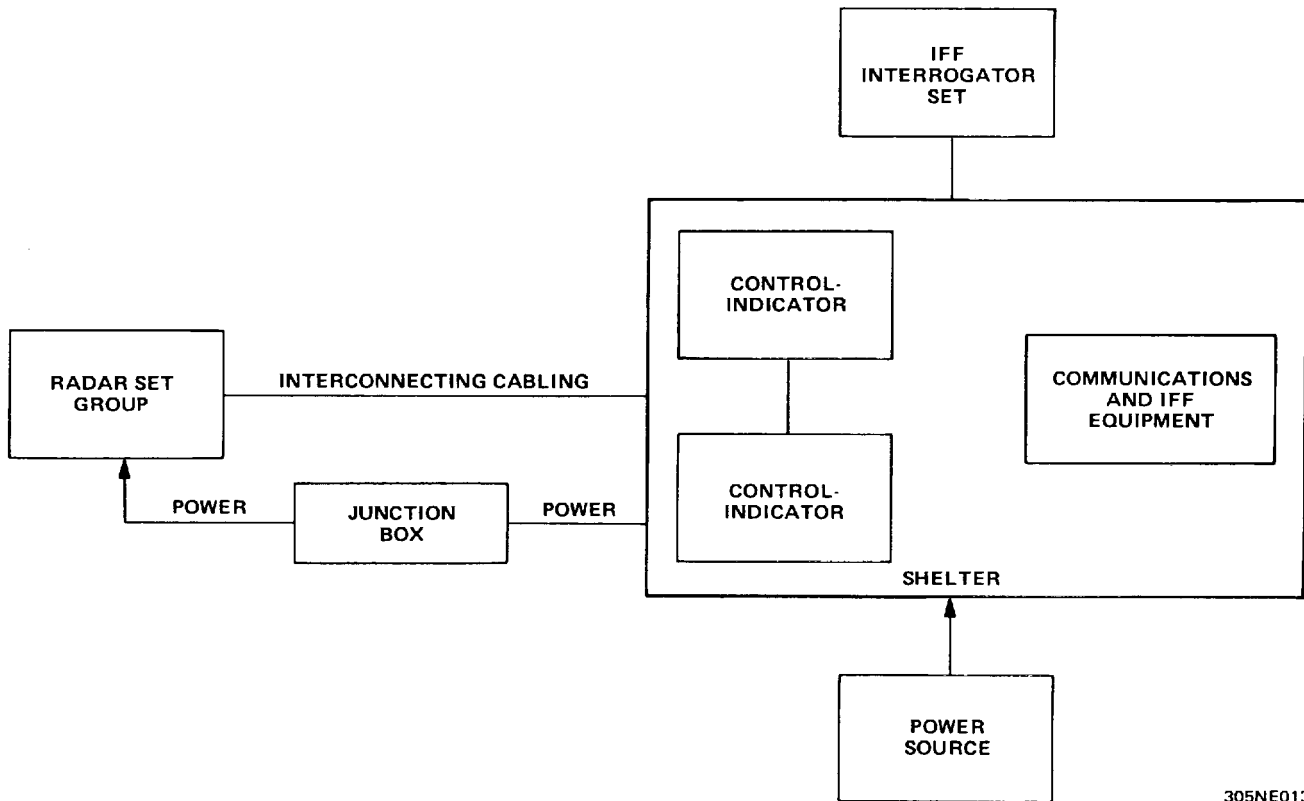 IFF
INTERROGATOR
SET
CONTROL-
INDICATOR
RADAR SET
GROUP
INTERCONNECTING CABLING
COMMUNICATIONS
AND IFF
EQUIPMENT
POWER
JUNCTION
BOX
POWER
CONTROL-
INDICATOR
SHELTER
POWER
SOURCE